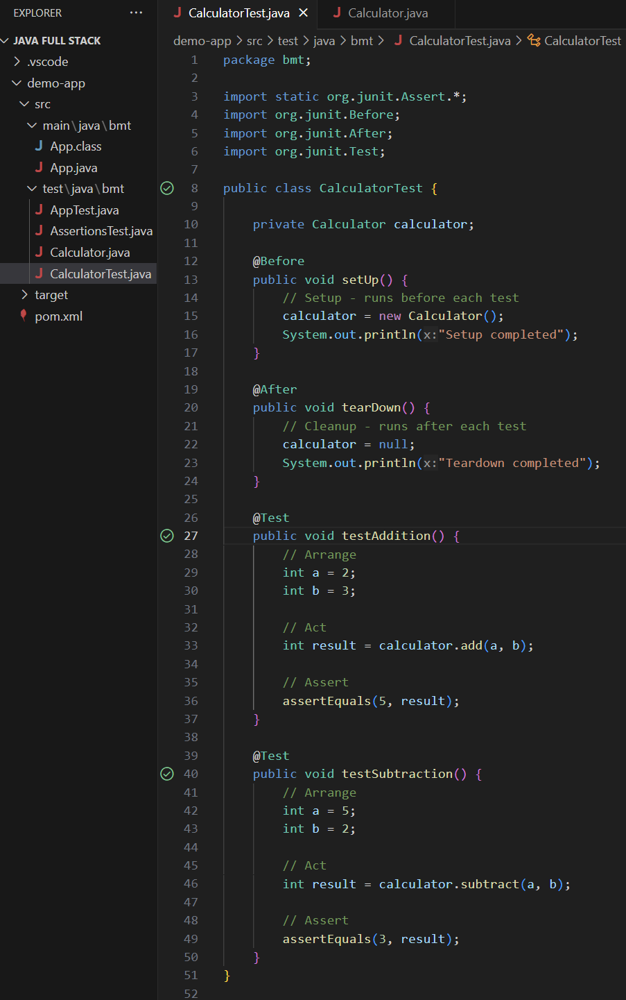 EXPLORER ···
JAVA FULL STACK
.vscode
demo-app
src
main\java\bmt
J App.class
J App.java
test\java\bmt
J AppTest.java
J AssertionsTest.java
J Calculator.java
J CalculatorTest.java
target
pom.xml
J CalculatorTest.java × J Calculator.java
demo-app > src > test > java > bmt > J CalculatorTest.java > CalculatorTest
1 package bmt;
2
3 import static org.junit.Assert.*;
4 import org.junit.Before;
5 import org.junit.After;
6 import org.junit.Test;
7
8 public class CalculatorTest {
9
10 private Calculator calculator;
11
12 @Before
13 public void setUp() {
14 // Setup - runs before each test
15 calculator = new Calculator();
16 System.out.println(x:"Setup completed");
17 }
18
19 @After
20 public void tearDown() {
21 // Cleanup - runs after each test
22 calculator = null;
23 System.out.println(x:"Teardown completed");
24 }
25
26 @Test
27 public void testAddition() {
28 // Arrange
29 int a = 2;
30 int b = 3;
31
32 // Act
33 int result = calculator.add(a, b);
34
35 // Assert
36 assertEquals(5, result);
37 }
38
39 @Test
40 public void testSubtraction() {
41 // Arrange
42 int a = 5;
43 int b = 2;
44
45 // Act
46 int result = calculator.subtract(a, b);
47
48 // Assert
49 assertEquals(3, result);
50 }
51 }
52